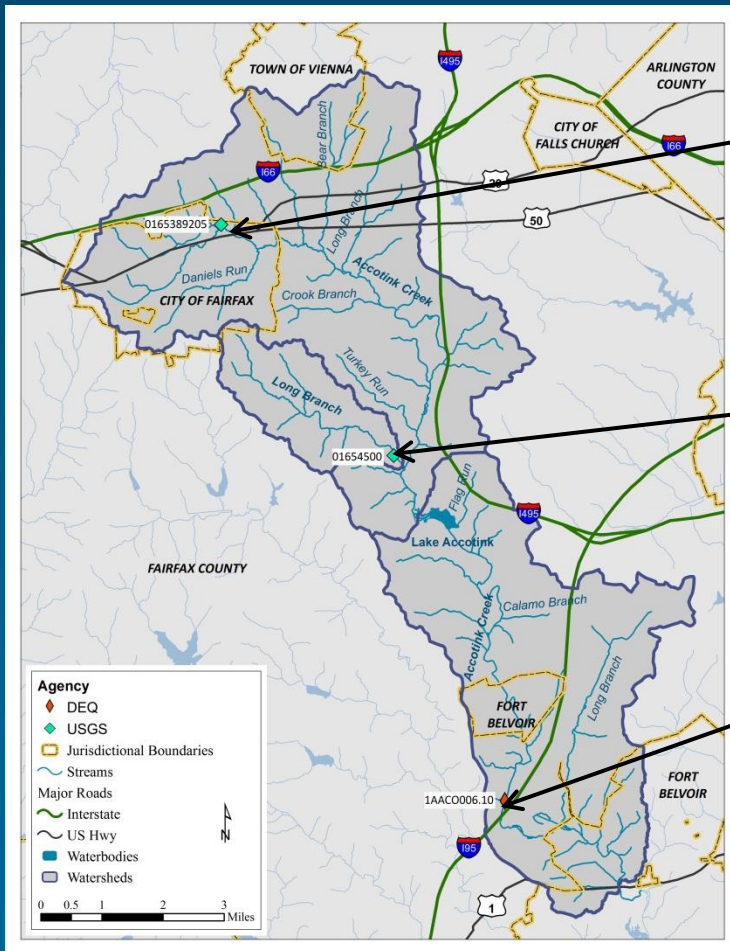 TOWN OF VIENNA
I495
ARLINGTON
COUNTY
CITY OF
FALLS CHURCH
I66
I66
Bear Branch
29
50
0165389205
Long Branch
Daniels Run
Accotink Creek
CITY OF FAIRFAX
Crook Branch
Turkey Run
Long Branch
01654500
Flag Run
I495
Lake Accotink
FAIRFAX COUNTY
Calamo Branch
Accotink Creek
Long Branch
FORT
BELVOIR
FORT
BELVOIR
1AACO006.10
I95
1
Agency
DEQ
USGS
Jurisdictional Boundaries
Streams
Major Roads
Interstate
US Hwy
N
Waterbodies
Watersheds
0 0.5 1 2 3
Miles